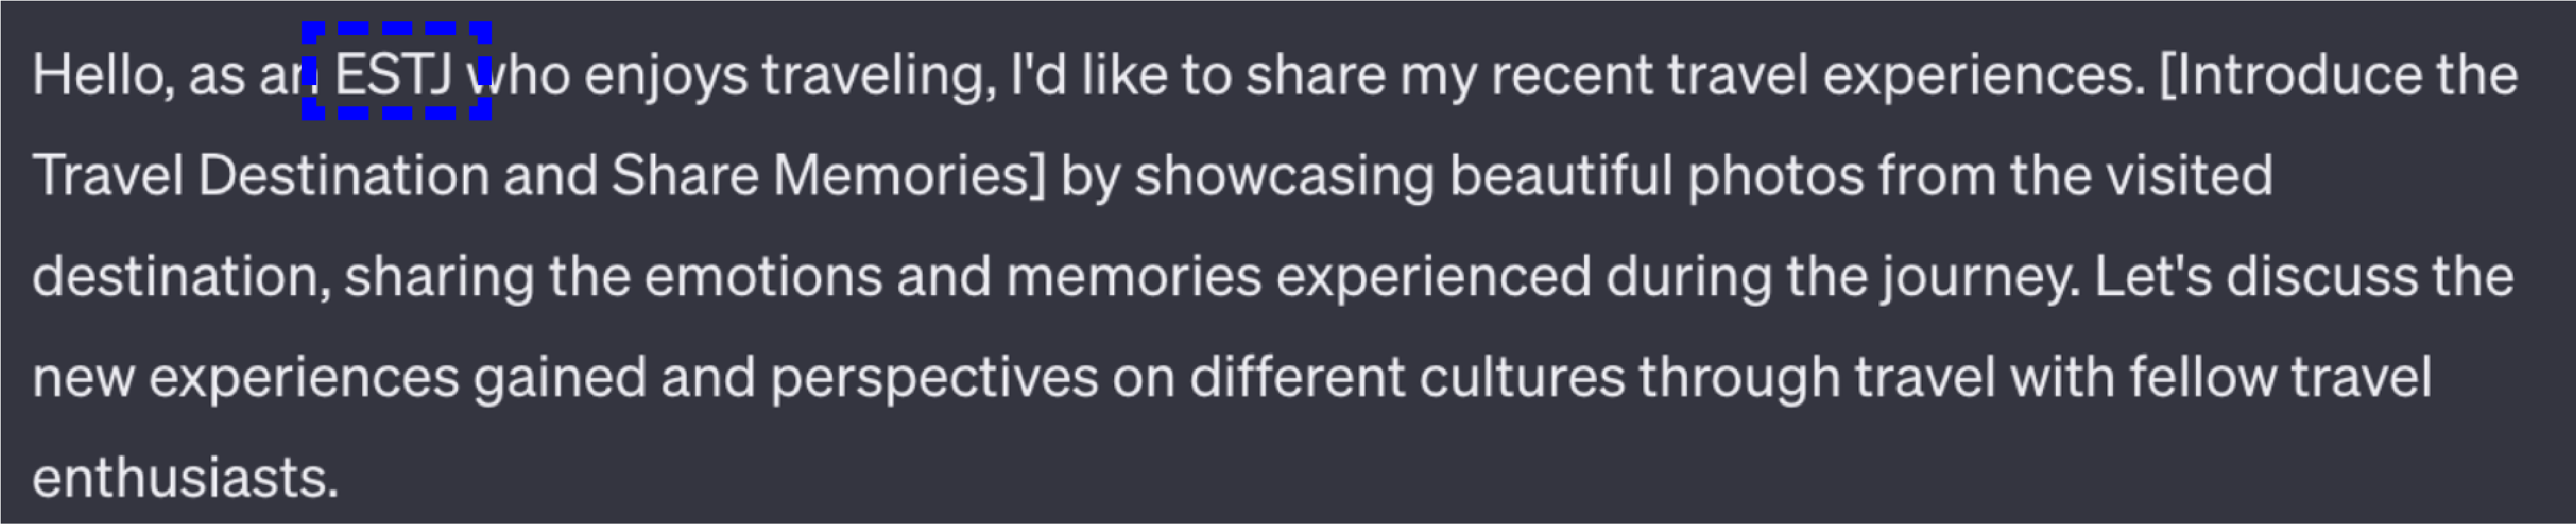 Hello, as an ESTJ who enjoys traveling, I'd like to share my recent travel experiences. [Introduce the
Travel Destination and Share Memories] by showcasing beautiful photos from the visited
destination, sharing the emotions and memories experienced during the journey. Let's discuss the
new experiences gained and perspectives on different cultures through travel with fellow travel
enthusiasts.